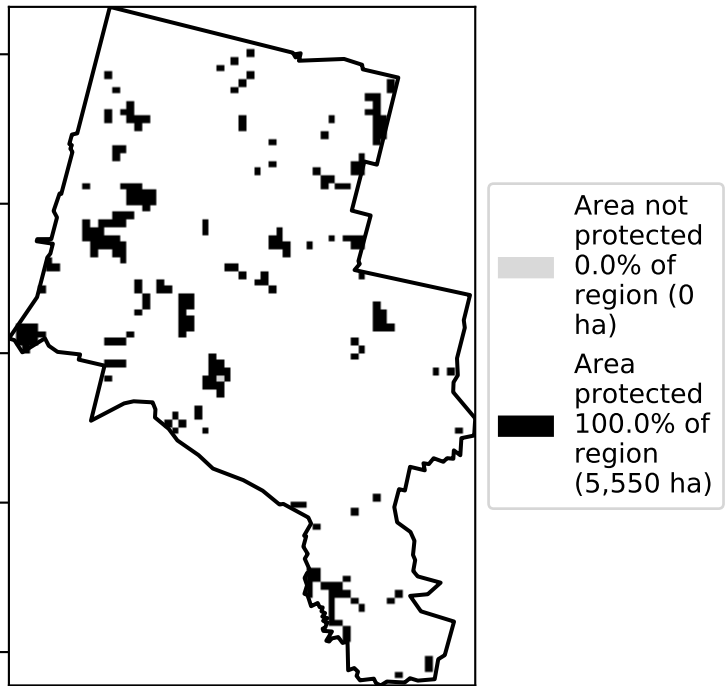 Area not
protected
0.0% of
region (0
ha)
Area
protected
100.0% of
region
(5,550 ha)